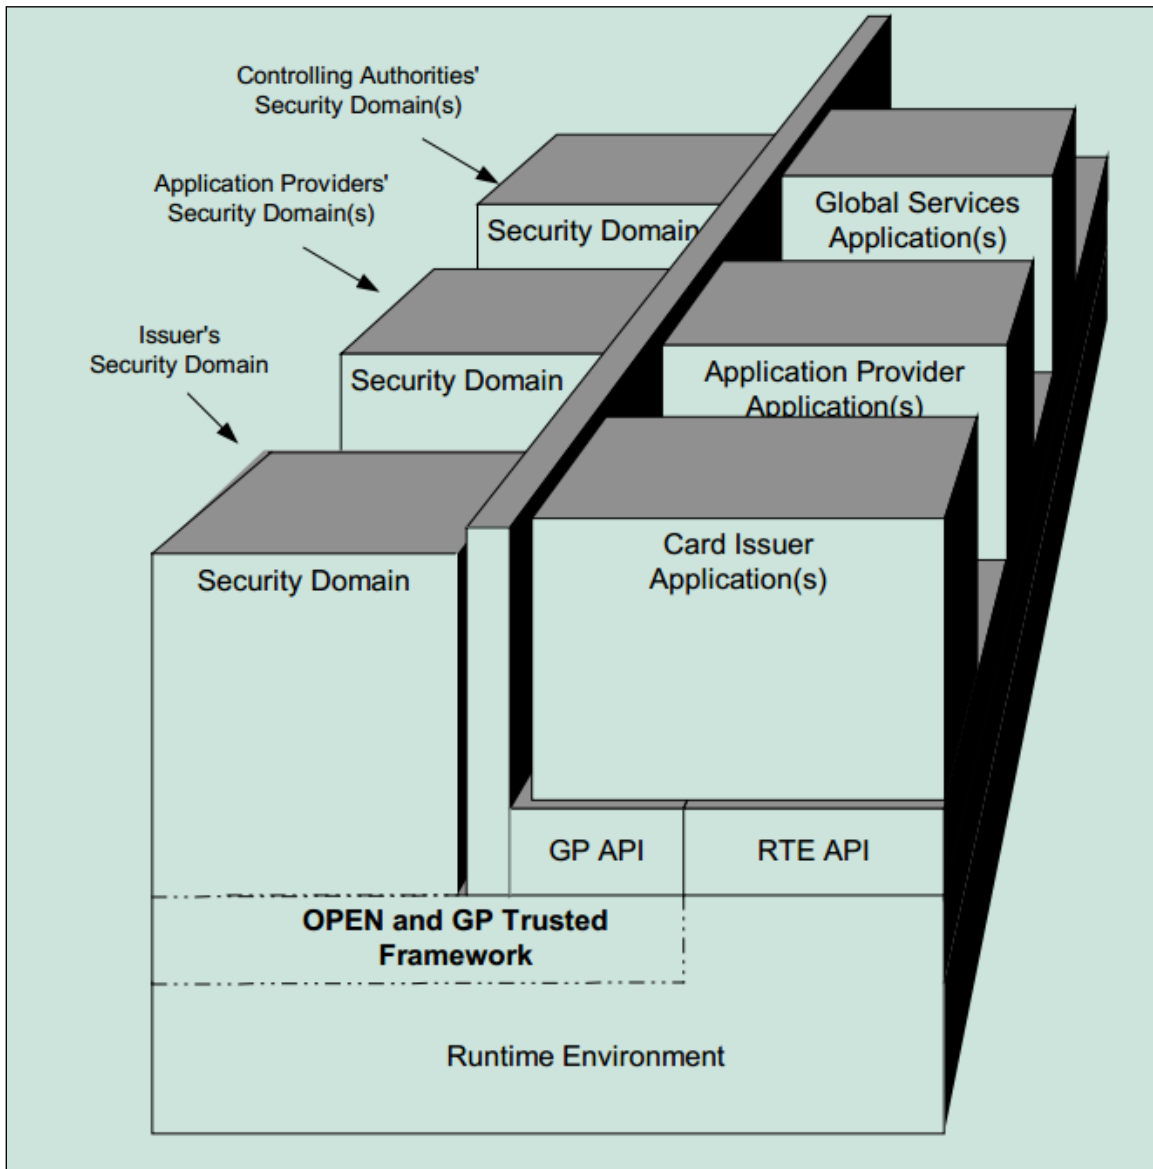 Controlling Authorities'
Security Domain(s)
Application Providers'
Security Domain(s)
Issuer's
Security Domain
Security Domain
Global Services
Application(s)
Security Domain
Application Provider
Application(s)
Security Domain
Card Issuer
Application(s)
GP API
RTE API
OPEN and GP Trusted
Framework
Runtime Environment